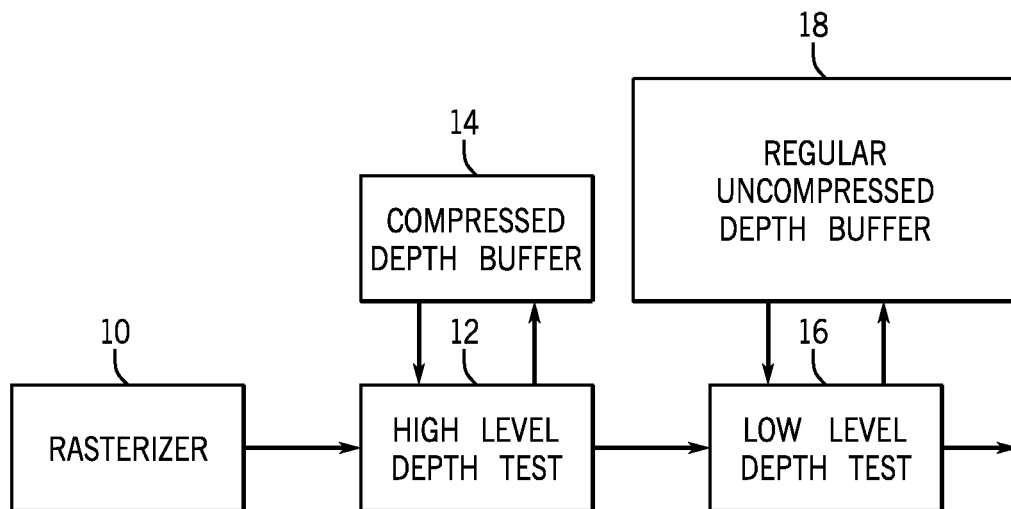 18
REGULAR
UNCOMPRESSED
DEPTH BUFFER
14
COMPRESSED
DEPTH BUFFER
10
RASTERIZER
12
HIGH LEVEL
DEPTH TEST
16
LOW LEVEL
DEPTH TEST